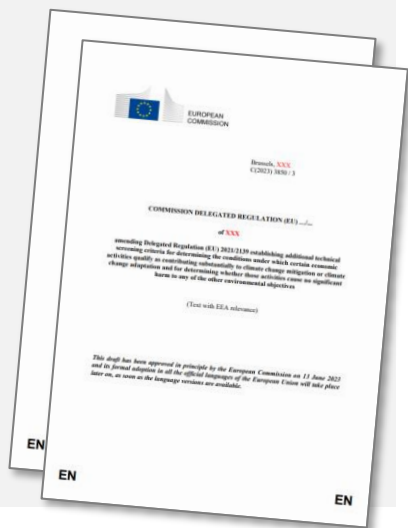 EUROPEAN
COMMISSION
Brussels, XXX
C(2023) 3850 / 3
COMMISSION DELEGATED REGULATION (EU) …/...
of XXX
amending Delegated Regulation (EU) 2021/2139 establishing additional technical
screening criteria for determining the conditions under which certain economic
activities qualify as contributing substantially to climate change mitigation or climate
change adaptation and for determining whether those activities cause no significant
harm to any of the other environmental objectives
(Text with EEA relevance)
This draft has been approved in principle by the European Commission on 13 June 2023
and its formal adoption in all the official languages of the European Union will take place
later on, as soon as the language versions are available.
EN
EN
EN